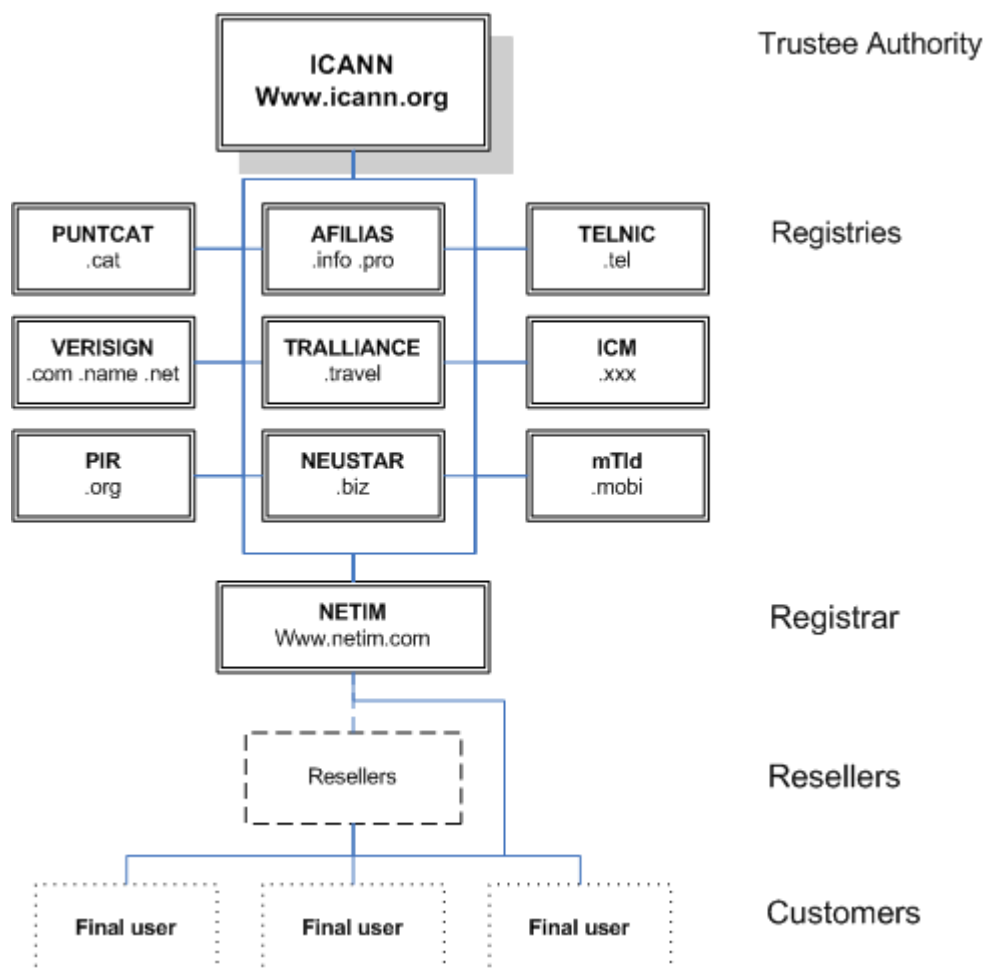 ICANN
Www.icann.org
Trustee Authority
PUNTCAT
.cat
AFILIAS
.info .pro
TELNIC
.tel
Registries
VERISIGN
.com .name .net
TRALLIANCE
.travel
ICM
.xxx
PIR
.org
NEUSTAR
.biz
mTld
.mobi
NETIM
Www.netim.com
Registrar
Resellers
Resellers
Final user
Final user
Final user
Customers